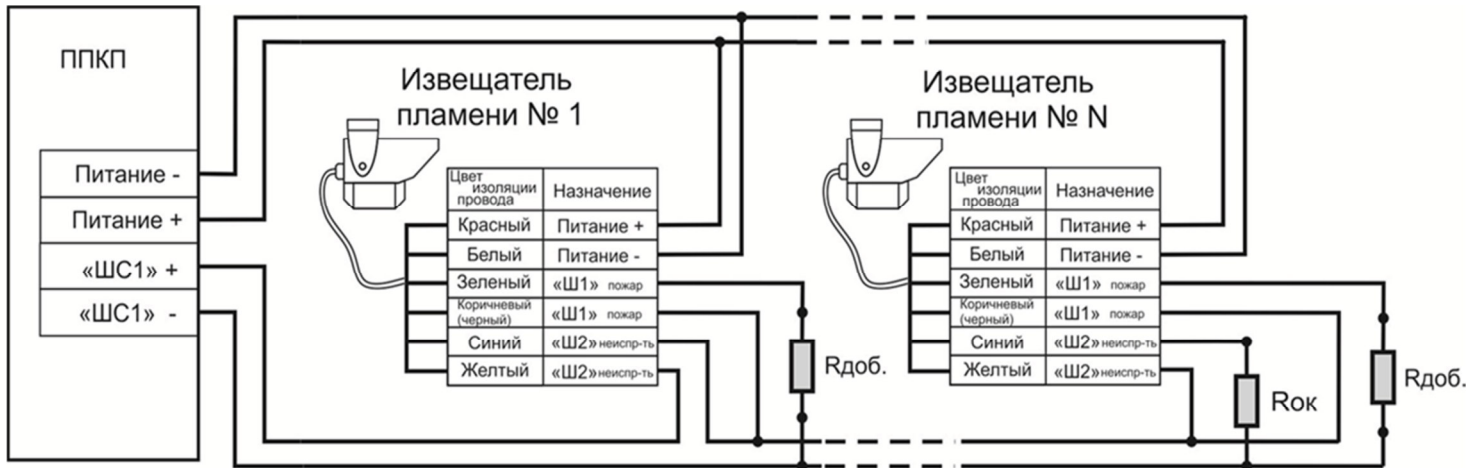 ППКП
Питание -
Питание +
«ШС1» +
«ШС1» -
Извещатель
пламени № 1
Цвет
изоляции
провода
Назначение
Красный
Питание +
Белый
Питание -
Зеленый
«Ш1» пожар
Коричневый
(черный)
«Ш1» пожар
Синий
«Ш2» неиспр-ть
Желтый
«Ш2» неиспр-ть
Rдоб.
Извещатель
пламени № N
Цвет
изоляции
провода
Назначение
Красный
Питание +
Белый
Питание -
Зеленый
«Ш1» пожар
Коричневый
(черный)
«Ш1» пожар
Синий
«Ш2» неиспр-ть
Желтый
«Ш2» неиспр-ть
Rок
Rдоб.